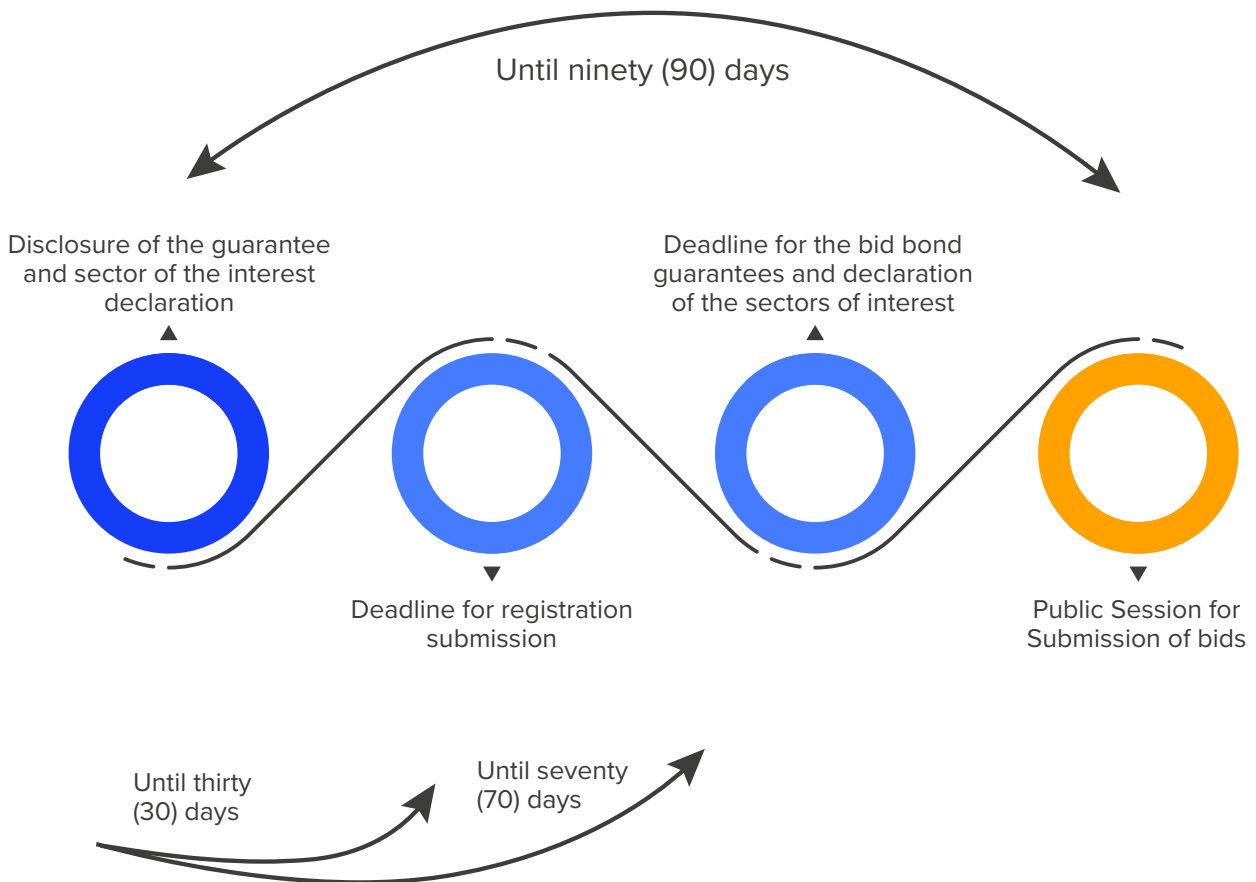 Until ninety (90) days
Disclosure of the guarantee
and sector of the interest
declaration
Deadline for the bid bond
guarantees and declaration
of the sectors of interest
Deadline for registration
submission
Public Session for
Submission of bids
Until thirty
(30) days
Until seventy
(70) days